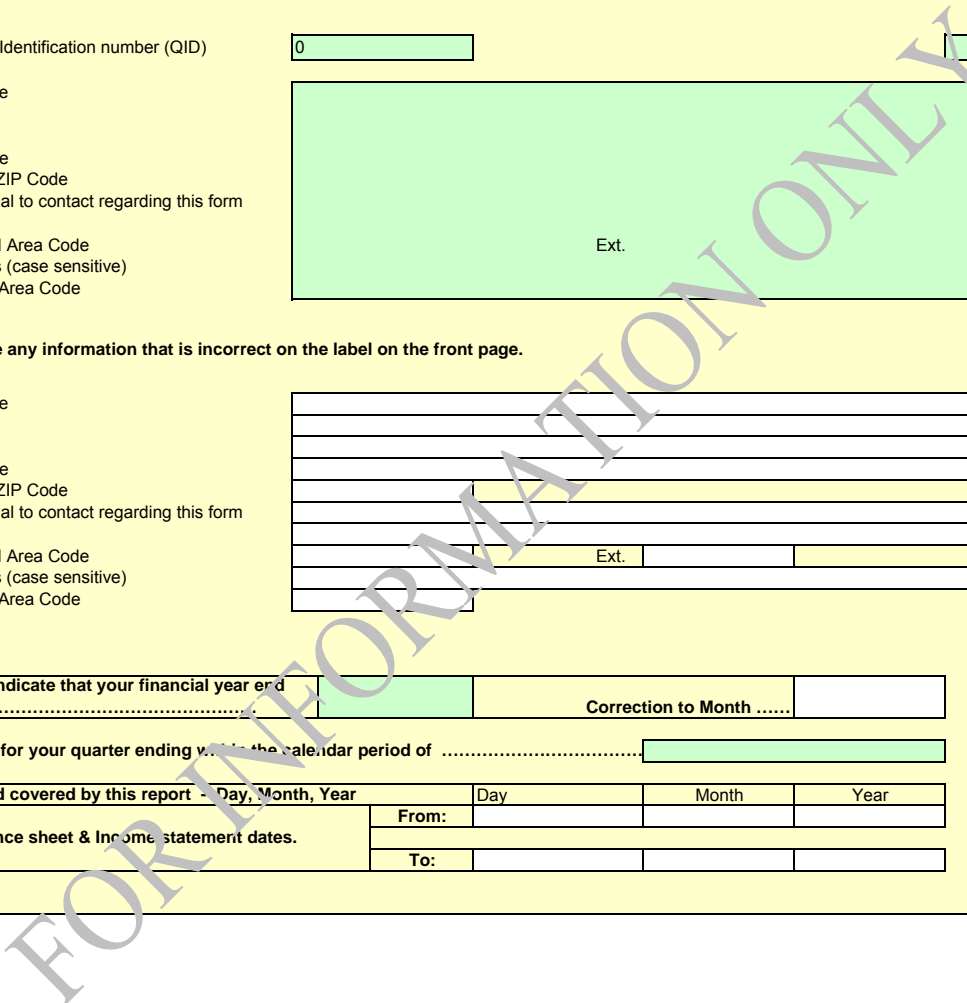 Identification number (QID) 0
e
e
ZIP Code
al to contact regarding this form
l Area Code Ext.
s (case sensitive)
Area Code
e any information that is incorrect on the label on the front page.
e
e
ZIP Code
al to contact regarding this form
l Area Code Ext.
s (case sensitive)
Area Code
ndicate that your financial year end
Correction to Month ……
for your quarter ending within the calendar period of ……………………………
d covered by this report - Day, Month, Year Day Month Year
From:
nce sheet & Income statement dates.
To:
FOR INFORMATION ONLY